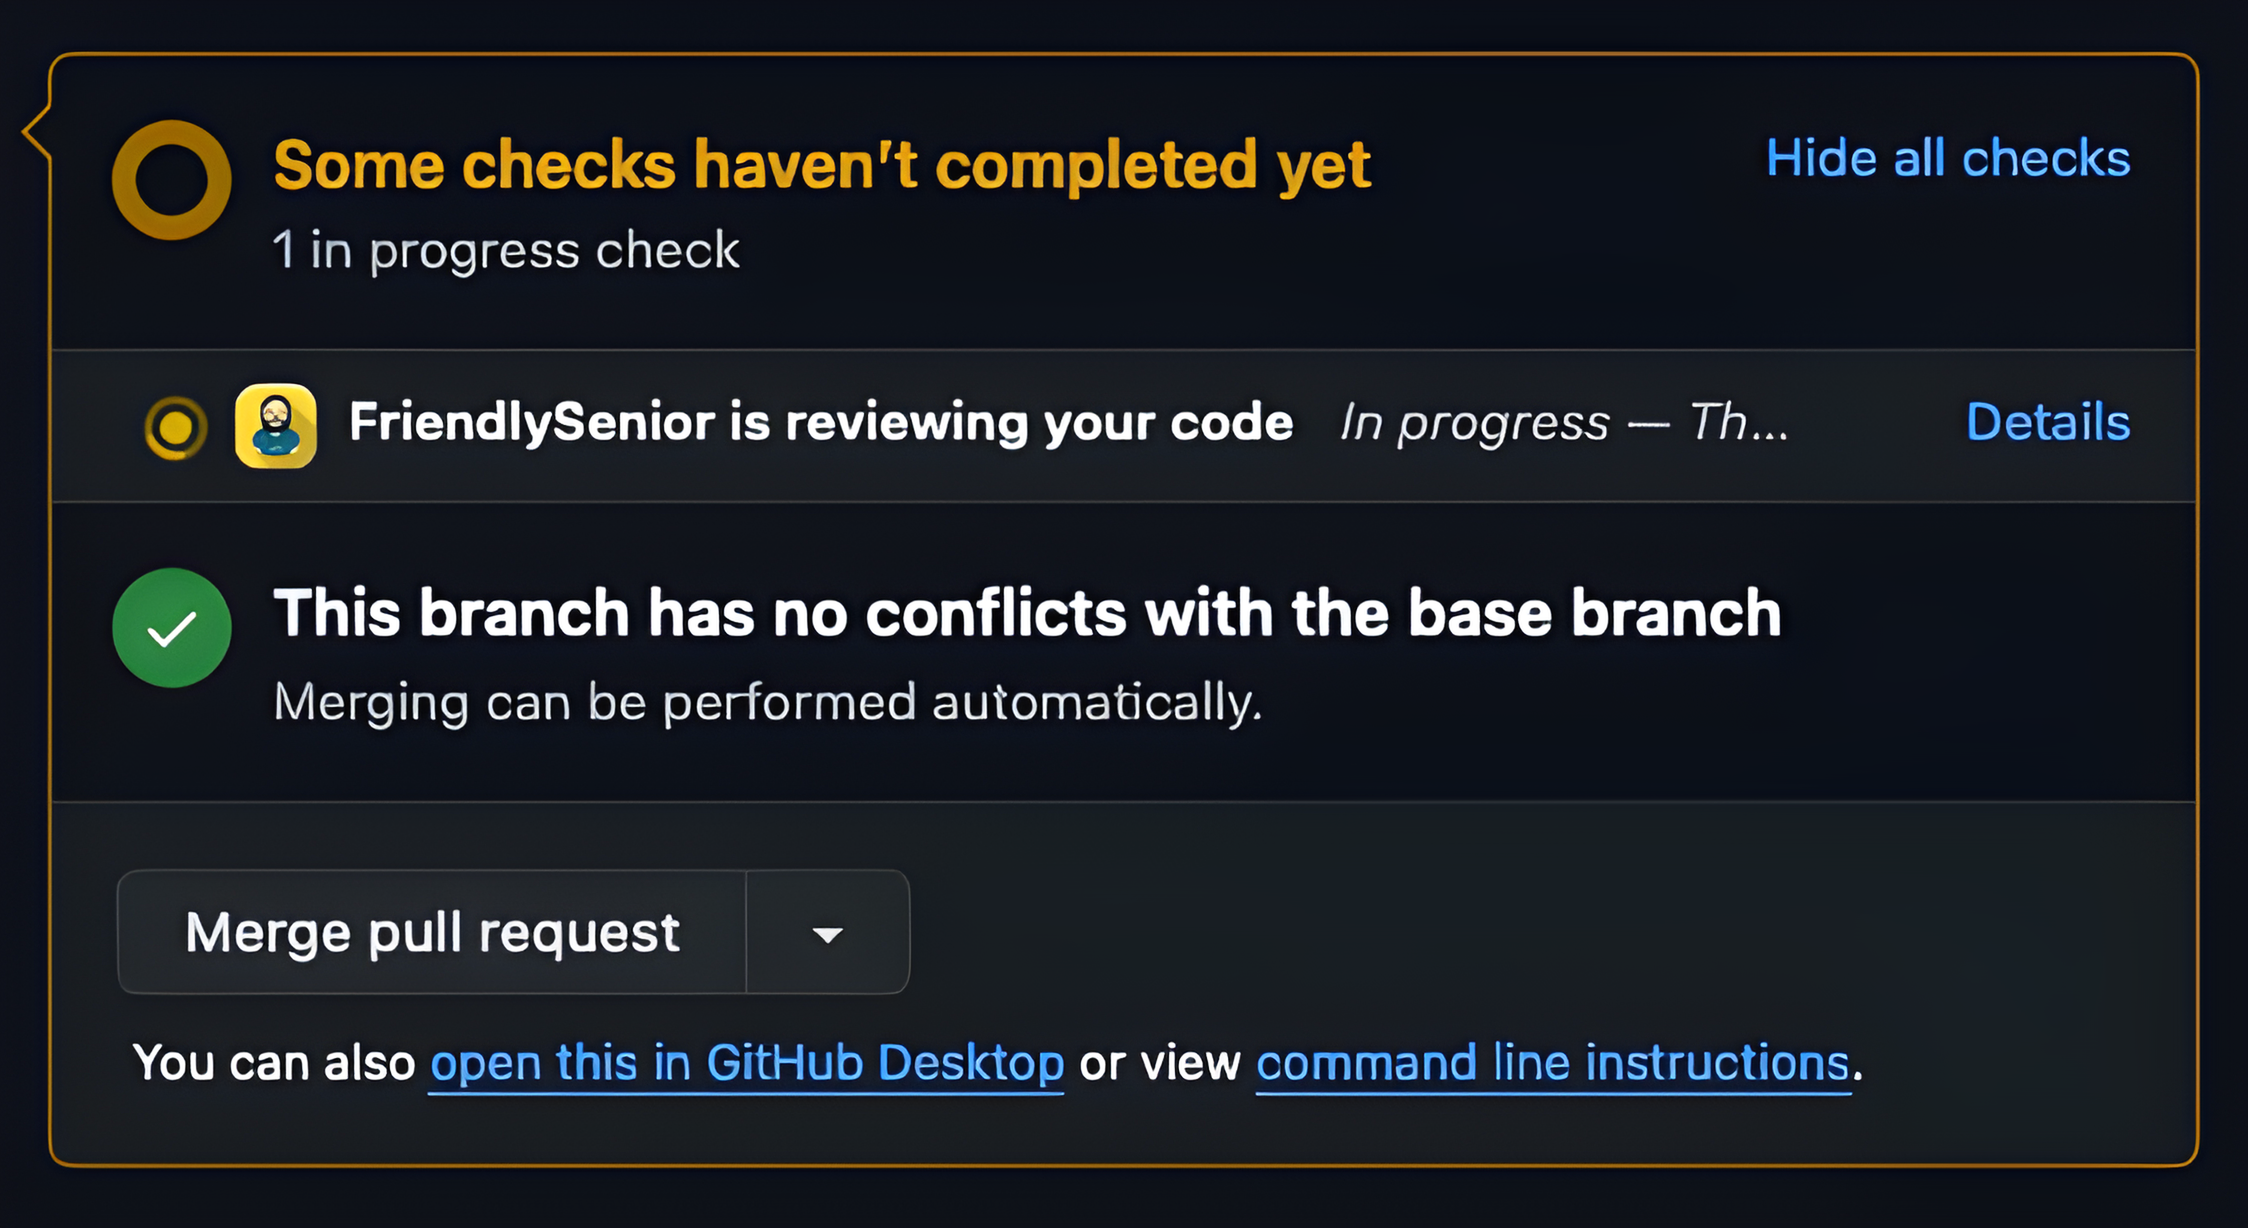 Some checks haven't completed yet
Hide all checks
1 in progress check
FriendlySenior is reviewing your code In progress — Th...
Details
This branch has no conflicts with the base branch
Merging can be performed automatically.
Merge pull request
You can also open this in GitHub Desktop or view command line instructions.